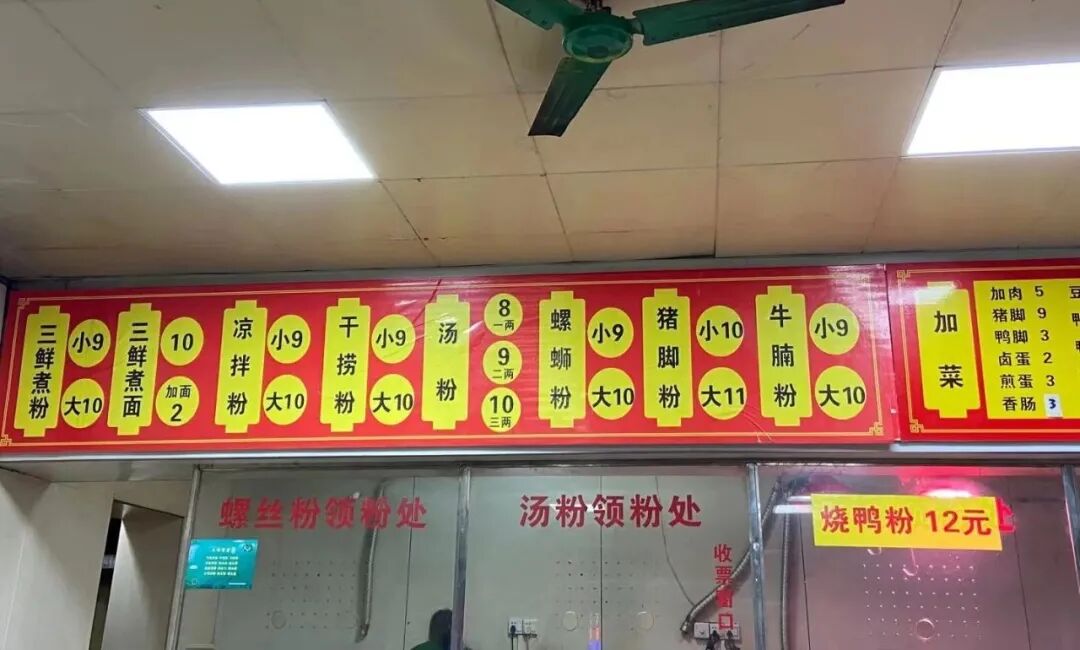 三鲜煮粉
小9
大10
三鲜煮面
10
加面
2
凉拌粉
小9
大10
干捞粉
小9
大10
汤粉
8
一两
9
二两
10
三两
螺蛳粉
小9
大10
猪脚粉
小10
大11
牛腩粉
小9
大10
加菜
加肉 5
猪脚 9
鸭脚 3
卤蛋 2
煎蛋 3
香肠 3
螺丝粉领粉处
汤粉领粉处
收票窗口
烧鸭粉 12元
处